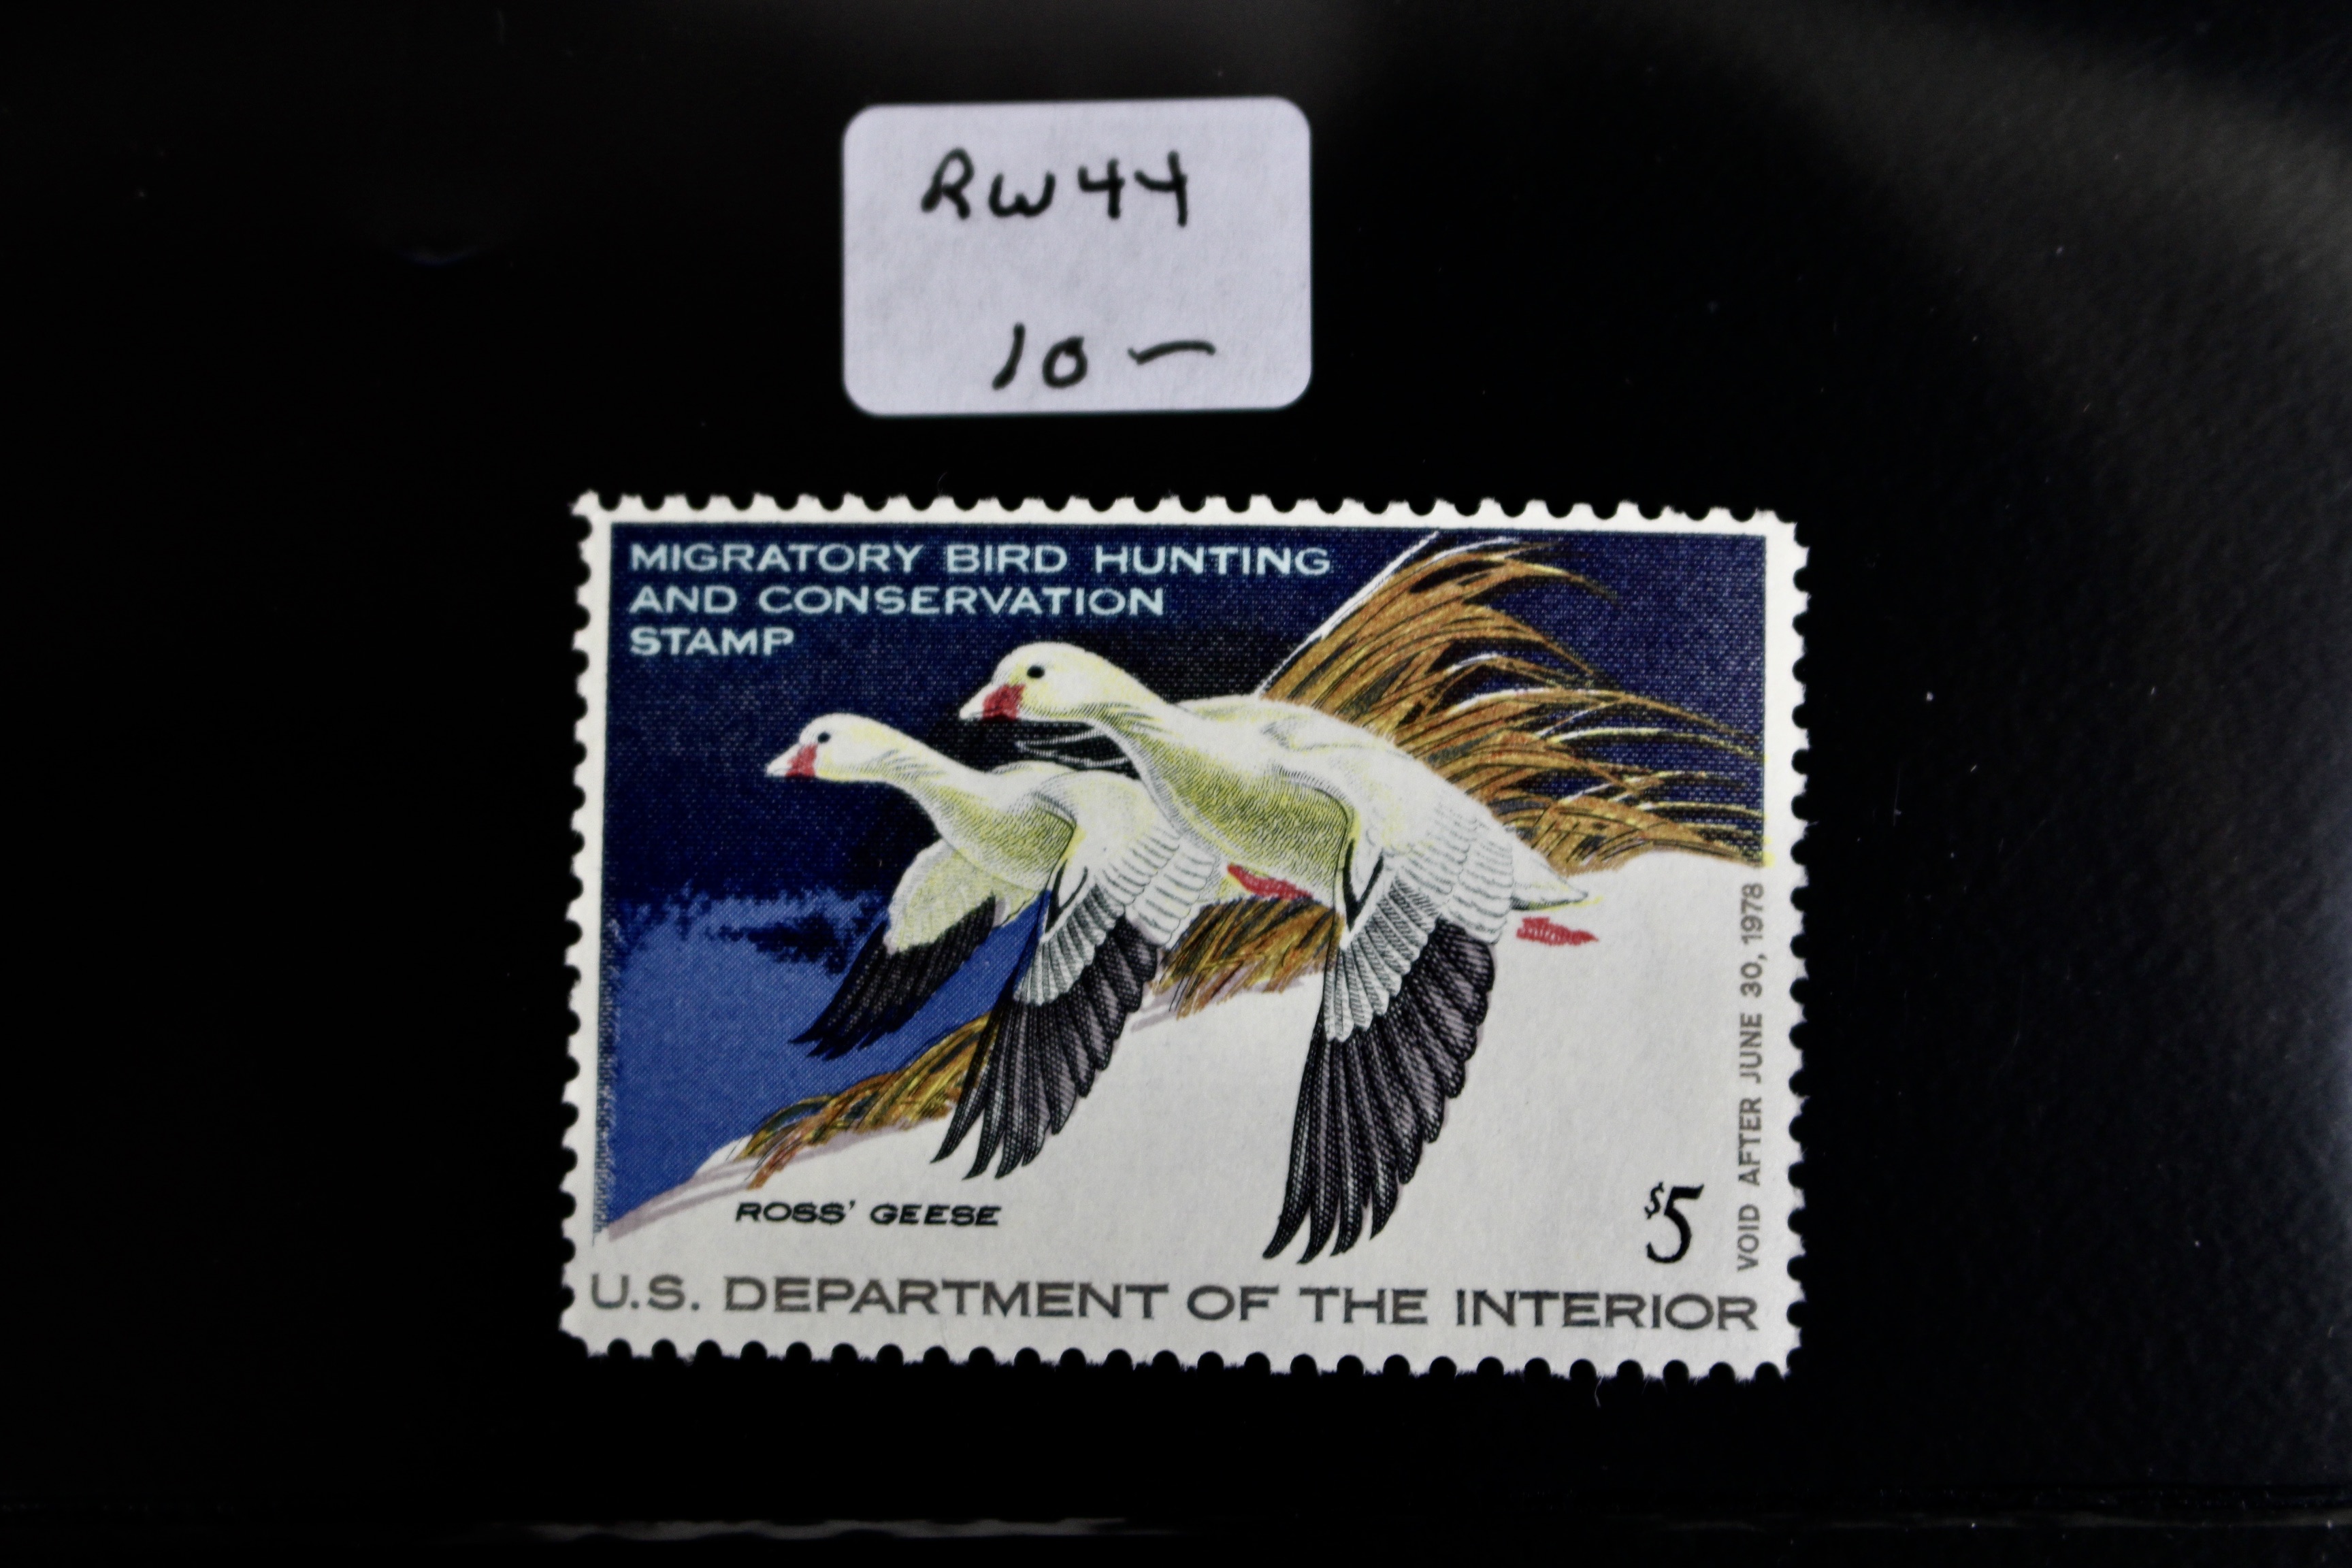 RW44
10 —
MIGRATORY BIRD HUNTING
AND CONSERVATION
STAMP
VOID AFTER JUNE 30, 1978
$5
ROSS' GEESE
U.S. DEPARTMENT OF THE INTERIOR